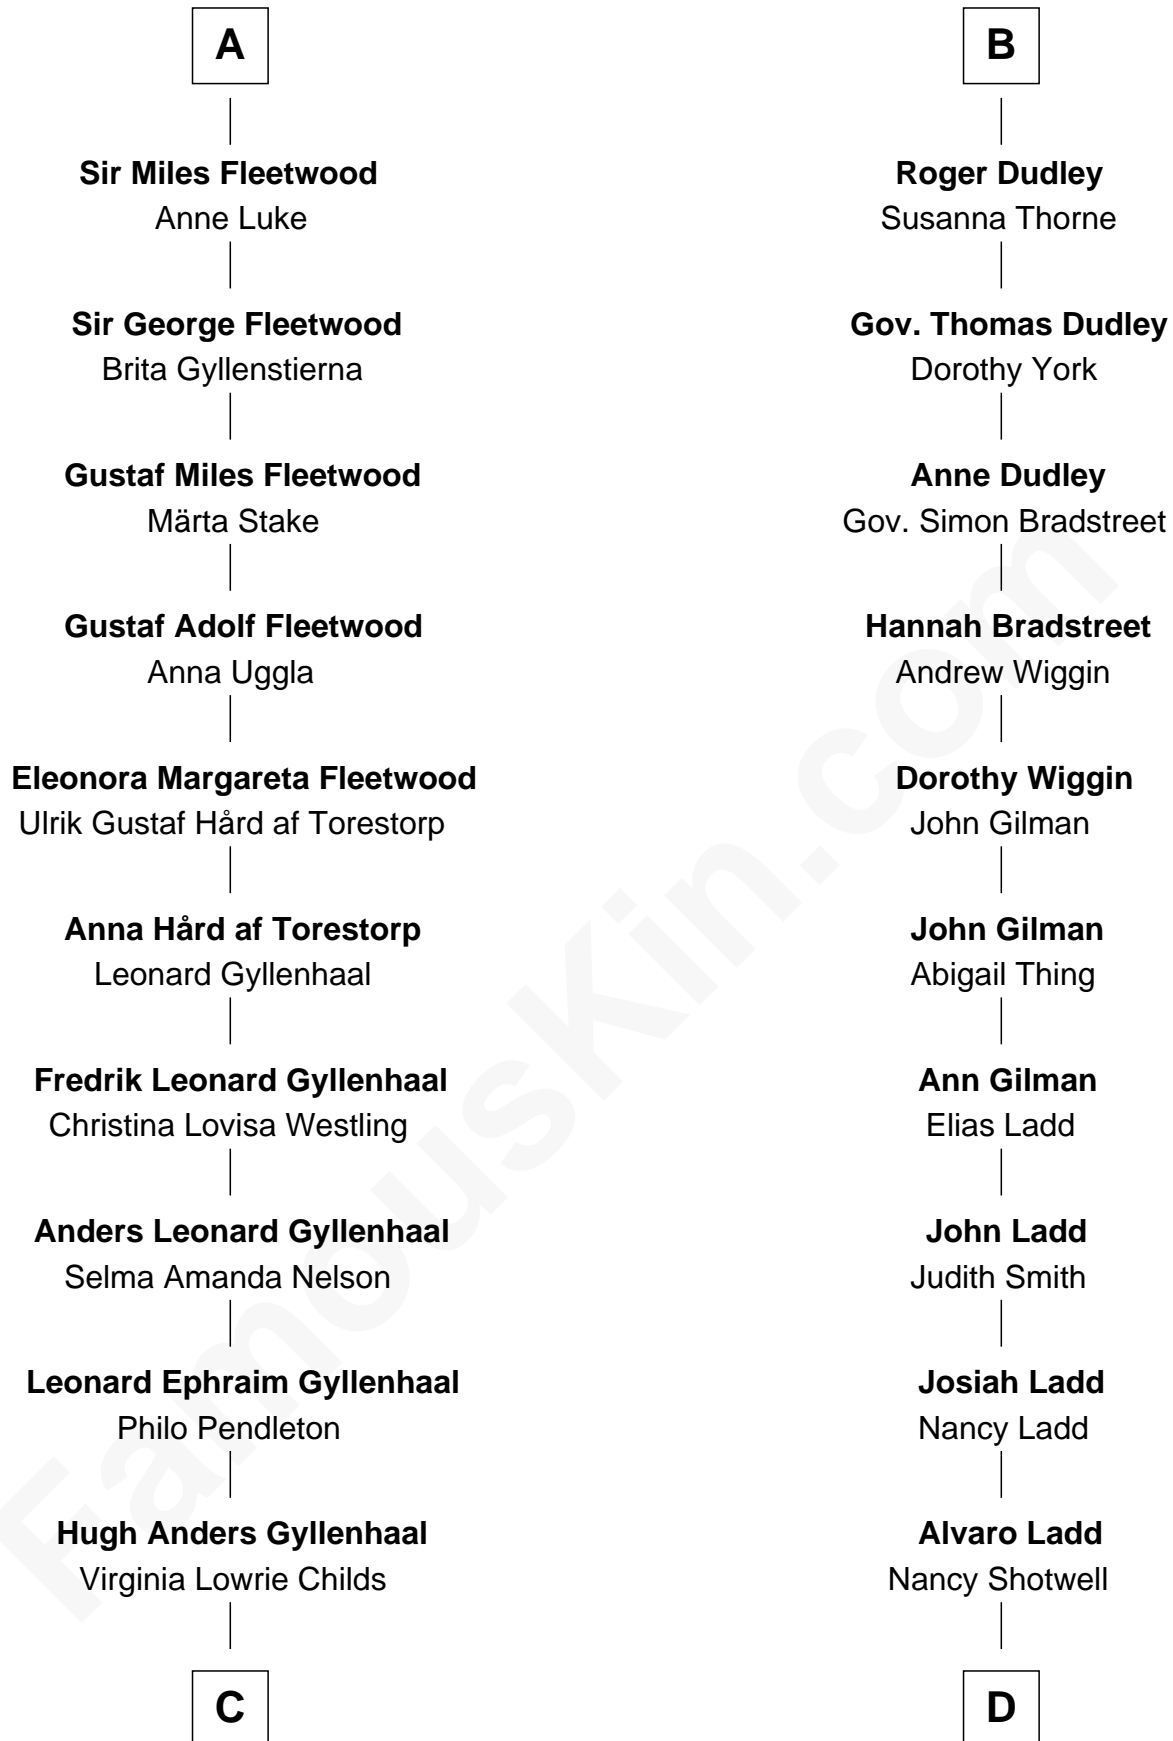 A
Sir Miles Fleetwood
Anne Luke
Sir George Fleetwood
Brita Gyllenstierna
Gustaf Miles Fleetwood
Märta Stake
Gustaf Adolf Fleetwood
Anna Uggla
Eleonora Margareta Fleetwood
Ulrik Gustaf Hård af Torestorp
Anna Hård af Torestorp
Leonard Gyllenhaal
Fredrik Leonard Gyllenhaal
Christina Lovisa Westling
Anders Leonard Gyllenhaal
Selma Amanda Nelson
Leonard Ephraim Gyllenhaal
Philo Pendleton
Hugh Anders Gyllenhaal
Virginia Lowrie Childs
C
B
Roger Dudley
Susanna Thorne
Gov. Thomas Dudley
Dorothy York
Anne Dudley
Gov. Simon Bradstreet
Hannah Bradstreet
Andrew Wiggin
Dorothy Wiggin
John Gilman
John Gilman
Abigail Thing
Ann Gilman
Elias Ladd
John Ladd
Judith Smith
Josiah Ladd
Nancy Ladd
Alvaro Ladd
Nancy Shotwell
D
FamousKin.com